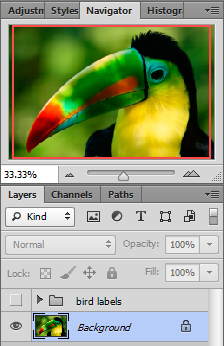 Adjustm Styles Navigator Histogr
33.33%
Layers Channels Paths
Kind T
Normal Opacity: 100%
Lock: Fill: 100%
bird labels
Background